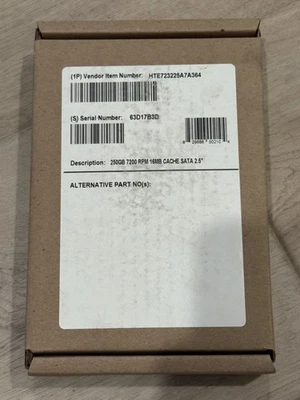 (1P) Vendor Item Number: HTE723225A7A364
(S) Serial Number: 63D17B3D
Description: 250GB 7200 RPM 16MB CACHE SATA 2.5"
ALTERNATIVE PART NO(s):